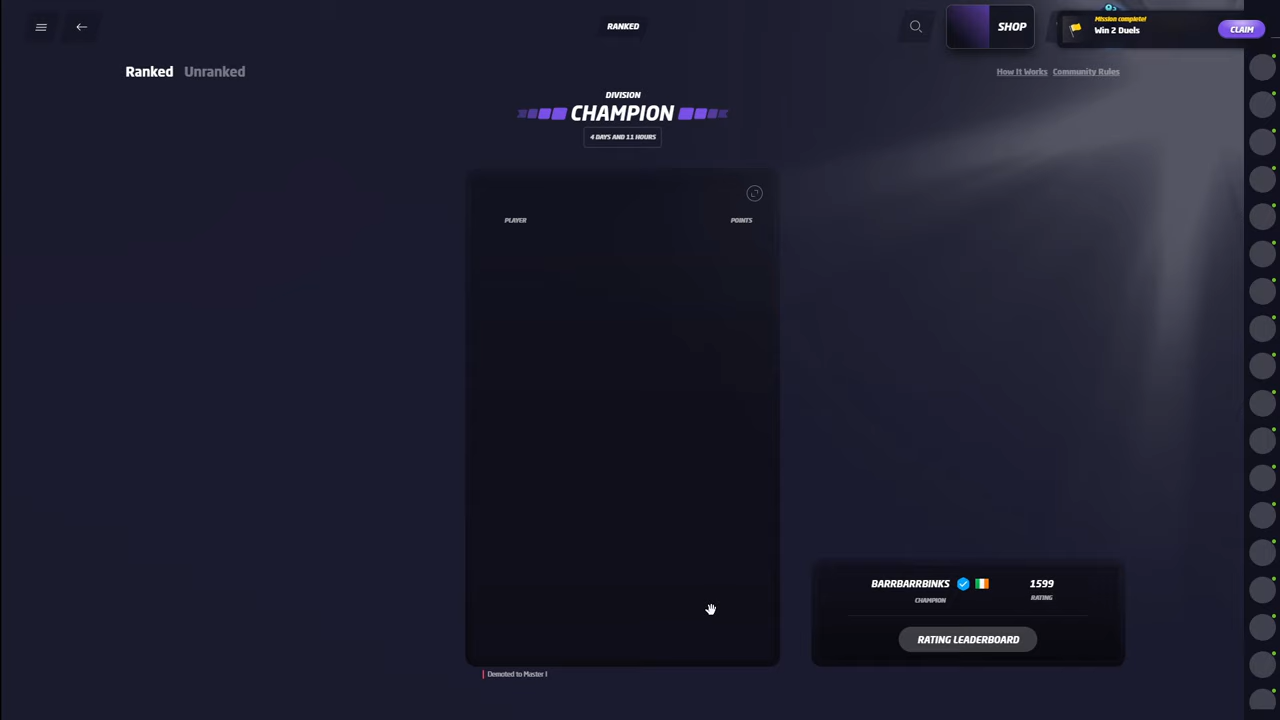 RANKED
SHOP
Mission complete!
Win 2 Duels
CLAIM
Ranked
Unranked
How It Works
Community Rules
DIVISION
CHAMPION
4 DAYS AND 11 HOURS
PLAYER
POINTS
BARRBARRBINKS
1599
CHAMPION
RATING
RATING LEADERBOARD
Demoted to Master I